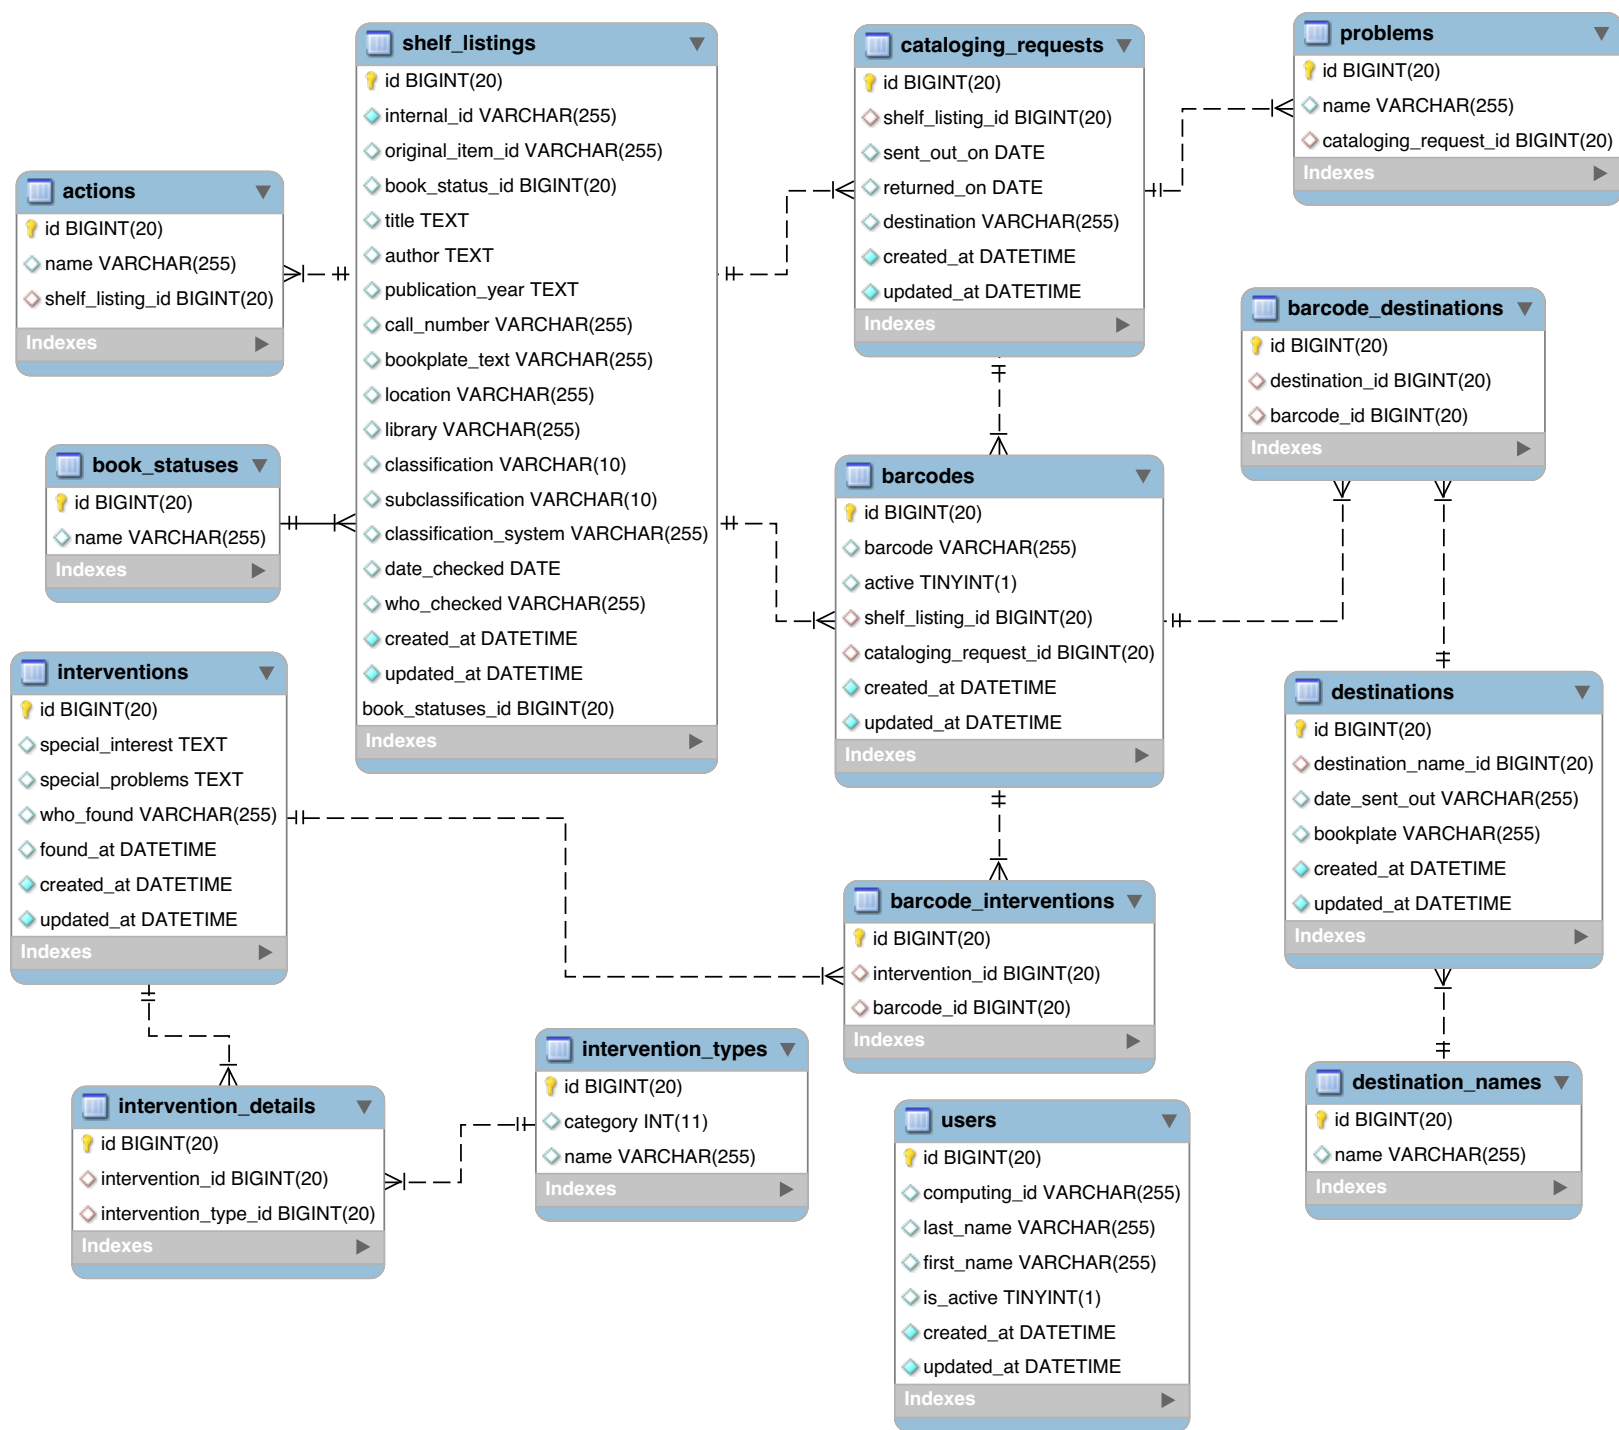 shelf_listings
id BIGINT(20)
internal_id VARCHAR(255)
original_item_id VARCHAR(255)
book_status_id BIGINT(20)
title TEXT
author TEXT
publication_year TEXT
call_number VARCHAR(255)
bookplate_text VARCHAR(255)
location VARCHAR(255)
library VARCHAR(255)
classification VARCHAR(10)
subclassification VARCHAR(10)
classification_system VARCHAR(255)
date_checked DATE
who_checked VARCHAR(255)
created_at DATETIME
updated_at DATETIME
book_statuses_id BIGINT(20)
Indexes
cataloging_requests
id BIGINT(20)
shelf_listing_id BIGINT(20)
sent_out_on DATE
returned_on DATE
destination VARCHAR(255)
created_at DATETIME
updated_at DATETIME
Indexes
problems
id BIGINT(20)
name VARCHAR(255)
cataloging_request_id BIGINT(20)
Indexes
actions
id BIGINT(20)
name VARCHAR(255)
shelf_listing_id BIGINT(20)
Indexes
barcode_destinations
id BIGINT(20)
destination_id BIGINT(20)
barcode_id BIGINT(20)
Indexes
book_statuses
id BIGINT(20)
name VARCHAR(255)
Indexes
barcodes
id BIGINT(20)
barcode VARCHAR(255)
active TINYINT(1)
shelf_listing_id BIGINT(20)
cataloging_request_id BIGINT(20)
created_at DATETIME
updated_at DATETIME
Indexes
interventions
id BIGINT(20)
special_interest TEXT
special_problems TEXT
who_found VARCHAR(255)
found_at DATETIME
created_at DATETIME
updated_at DATETIME
Indexes
destinations
id BIGINT(20)
destination_name_id BIGINT(20)
date_sent_out VARCHAR(255)
bookplate VARCHAR(255)
created_at DATETIME
updated_at DATETIME
Indexes
barcode_interventions
id BIGINT(20)
intervention_id BIGINT(20)
barcode_id BIGINT(20)
Indexes
intervention_types
id BIGINT(20)
category INT(11)
name VARCHAR(255)
Indexes
destination_names
id BIGINT(20)
name VARCHAR(255)
Indexes
intervention_details
id BIGINT(20)
intervention_id BIGINT(20)
intervention_type_id BIGINT(20)
Indexes
users
id BIGINT(20)
computing_id VARCHAR(255)
last_name VARCHAR(255)
first_name VARCHAR(255)
is_active TINYINT(1)
created_at DATETIME
updated_at DATETIME
Indexes